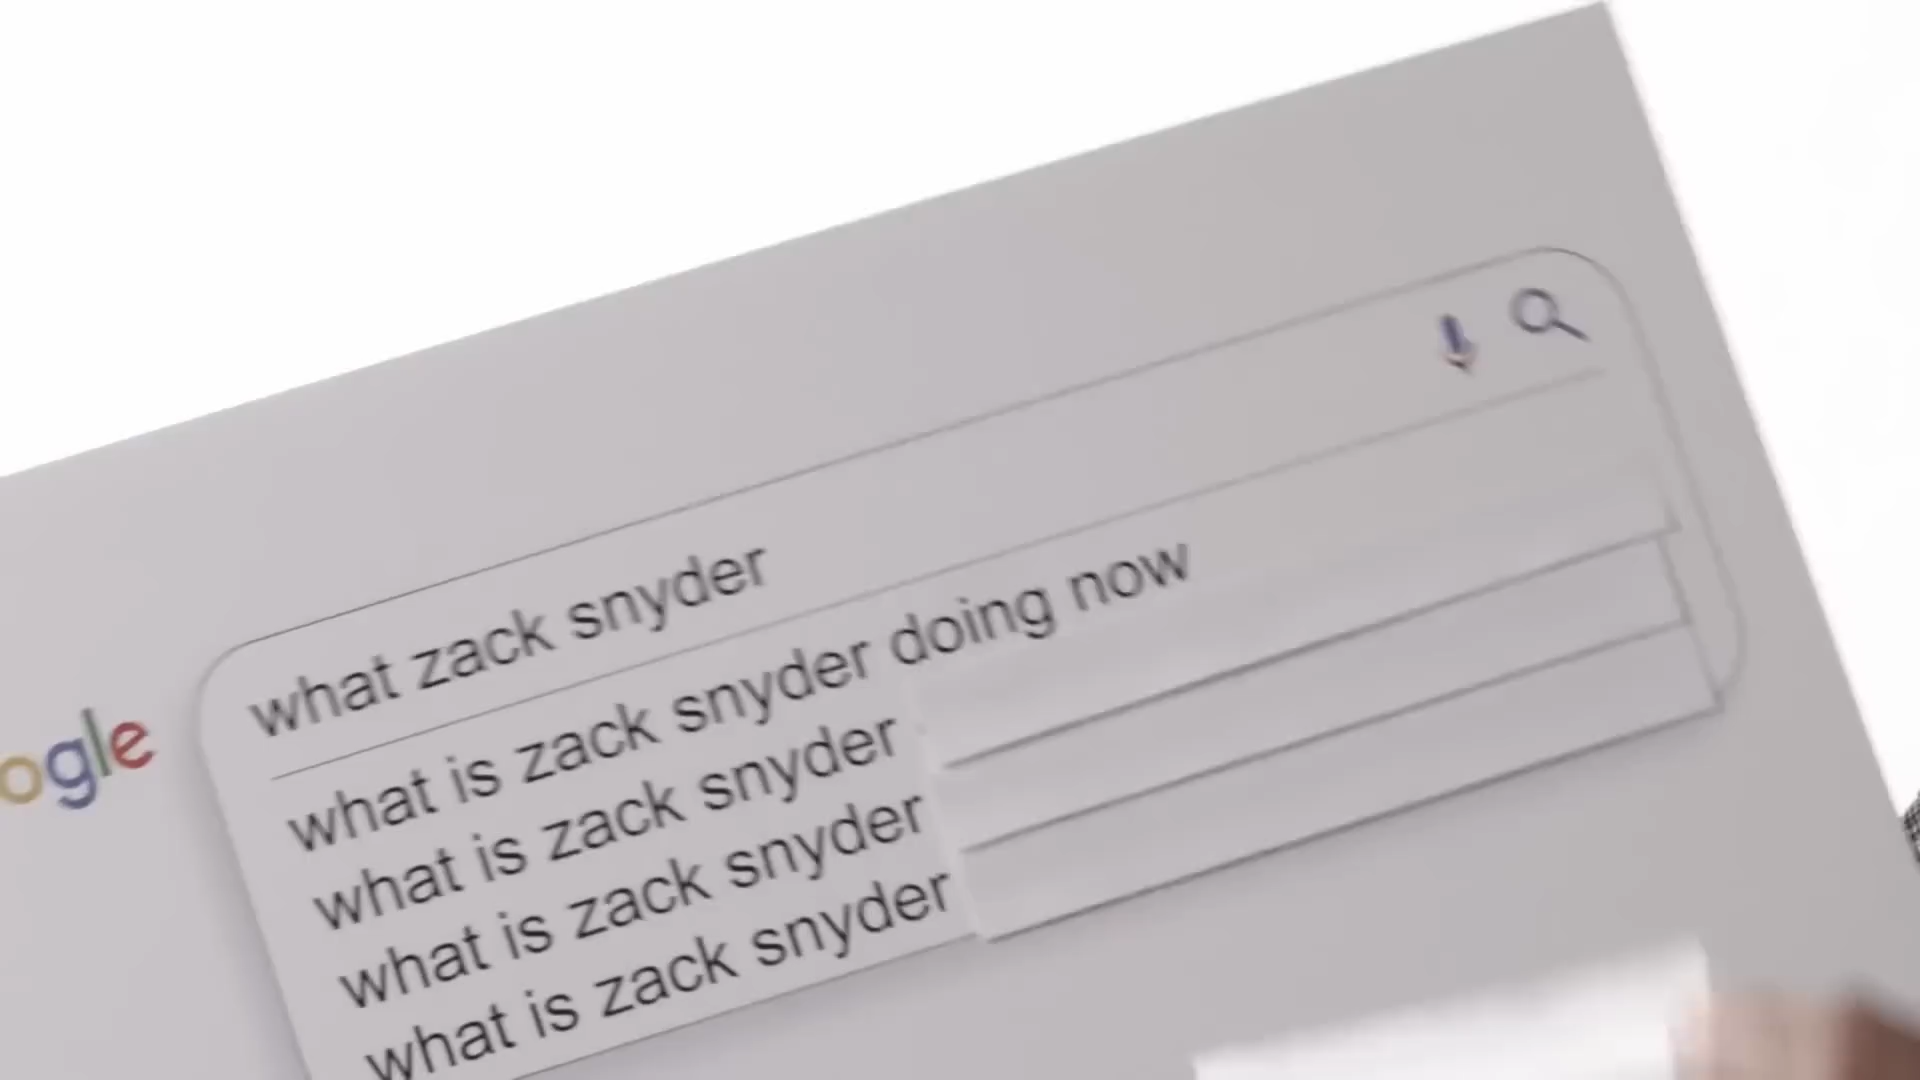 ogle
what zack snyder
what is zack snyder doing now
what is zack snyder
what is zack snyder
what is zack snyder